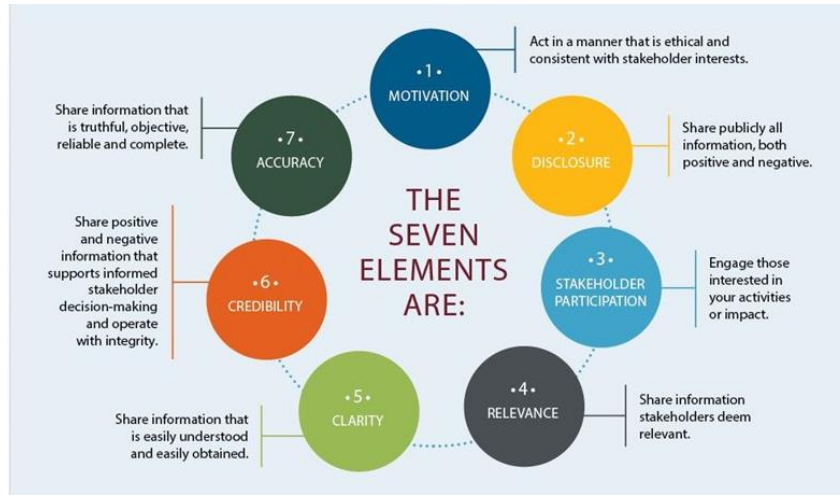 THE
SEVEN
ELEMENTS
ARE:
•1•
MOTIVATION
Act in a manner that is ethical and
consistent with stakeholder interests.
•2•
DISCLOSURE
Share publicly all
information, both
positive and negative.
•3•
STAKEHOLDER
PARTICIPATION
Engage those
interested in
your activities
or impact.
•4•
RELEVANCE
Share information
stakeholders deem
relevant.
•5•
CLARITY
Share information that
is easily understood
and easily obtained.
•6•
CREDIBILITY
Share positive
and negative
information that
supports informed
stakeholder
decision-making
and operate
with integrity.
•7•
ACCURACY
Share information that
is truthful, objective,
reliable and complete.